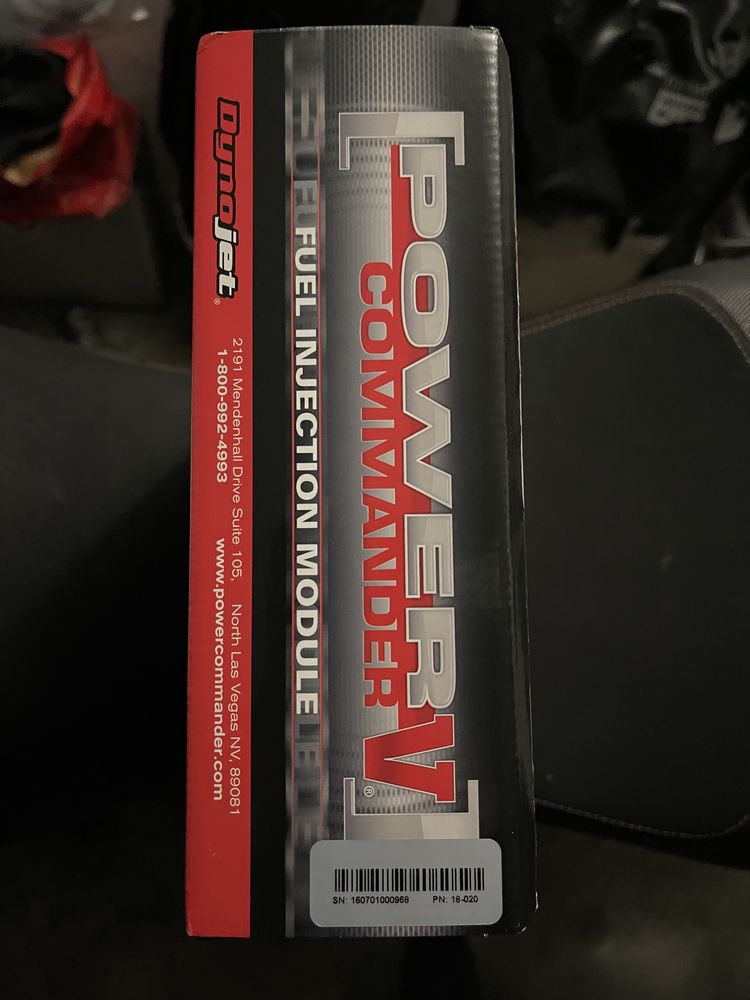 [POWER V]®
COMMANDER
FUEL INJECTION MODULE
Dynojet®
2191 Mendenhall Drive Suite 105, North Las Vegas NV, 89081
1-800-992-4993 www.powercommander.com
SN: 160701000968 PN: 18-020